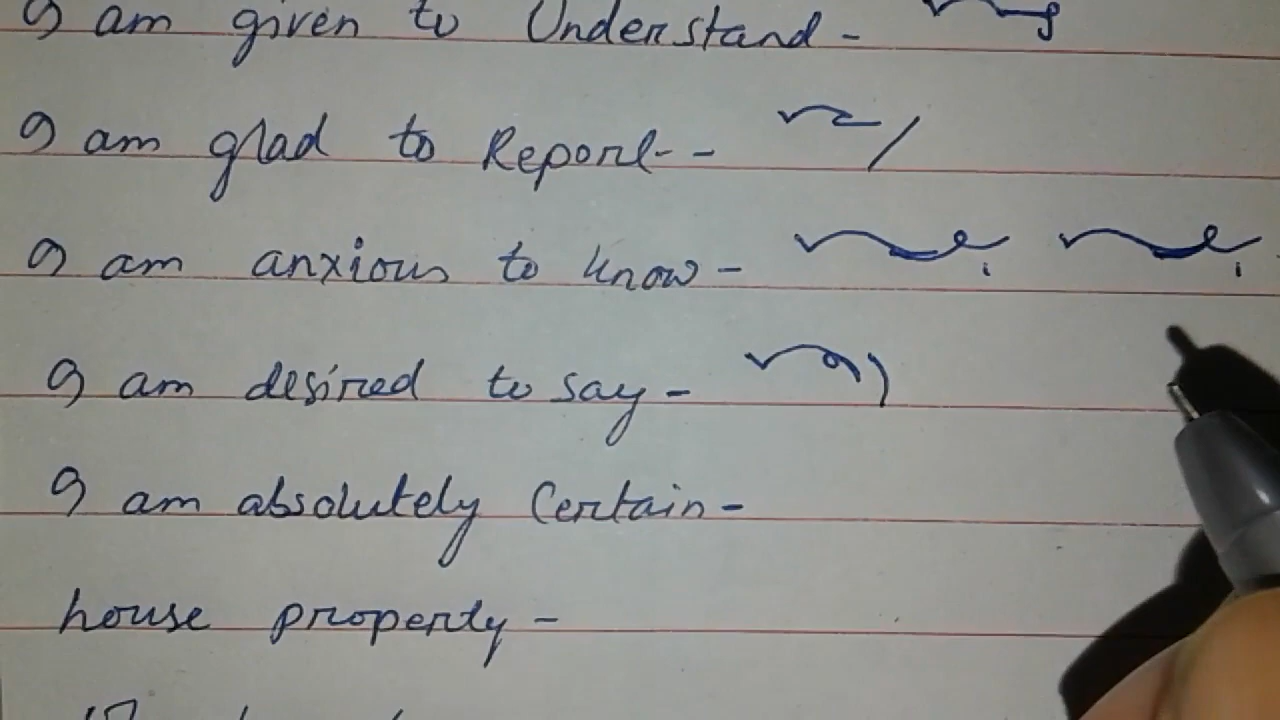 I am given to Understand -
I am glad to Report--
I am anxious to know -
I am desired to say -
I am absolutely Certain -
house property -